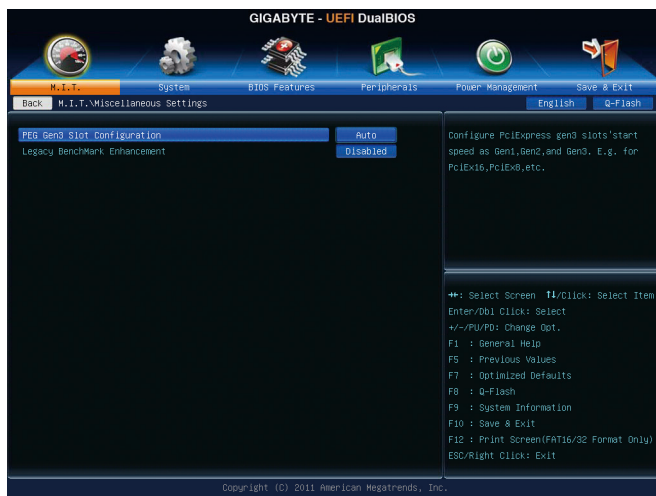 GIGABYTE - UEFI DualBIOS
M.I.T.
System
BIOS Features
Peripherals
Power Management
Save & Exit
Back M.I.T.\Miscellaneous Settings
English
Q-Flash
PEG Gen3 Slot Configuration Auto
Legacy BenchMark Enhancement Disabled
Configure PciExpress gen3 slots'start
speed as Gen1,Gen2,and Gen3. E.g. for
PciEx16,PciEx8,etc.
→←: Select Screen ↑↓/Click: Select Item
Enter/Dbl Click: Select
+/-/PU/PD: Change Opt.
F1 : General Help
F5 : Previous Values
F7 : Optimized Defaults
F8 : Q-Flash
F9 : System Information
F10 : Save & Exit
F12 : Print Screen(FAT16/32 Format Only)
ESC/Right Click: Exit
Copyright (C) 2011 American Megatrends, Inc.